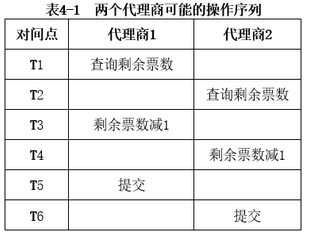 表4-1 两个代理商可能的操作序列
对间点 代理商1 代理商2
T1 查询剩余票数
T2 查询剩余票数
T3 剩余票数减1
T4 剩余票数减1
T5 提交
T6 提交